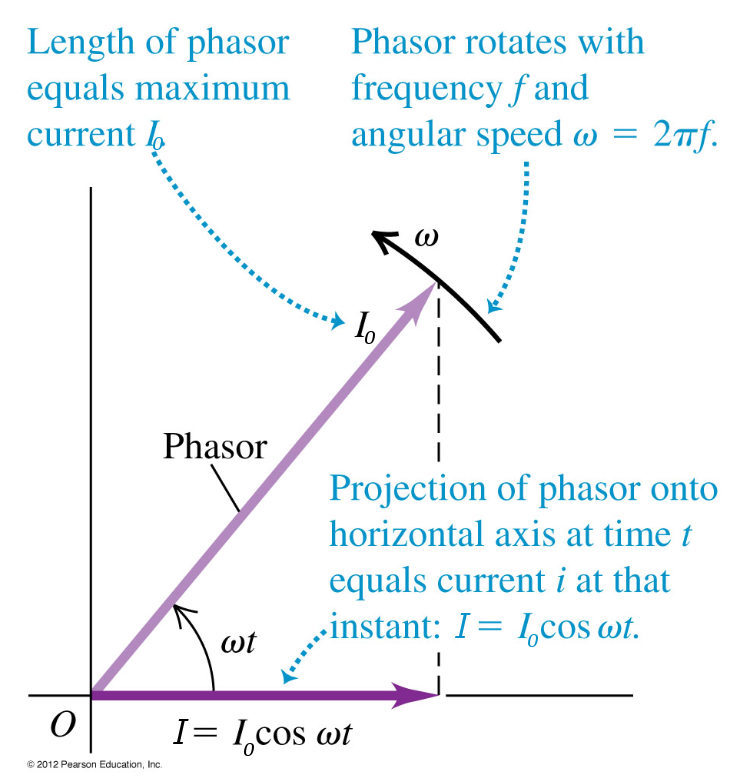 Length of phasor
equals maximum
current I₀.
Phasor rotates with
frequency f and
angular speed ω = 2πf.
ω
I₀
Phasor
Projection of phasor onto
horizontal axis at time t
equals current i at that
instant: I = I₀cos ωt.
ωt
O
I = I₀cos ωt
© 2012 Pearson Education, Inc.